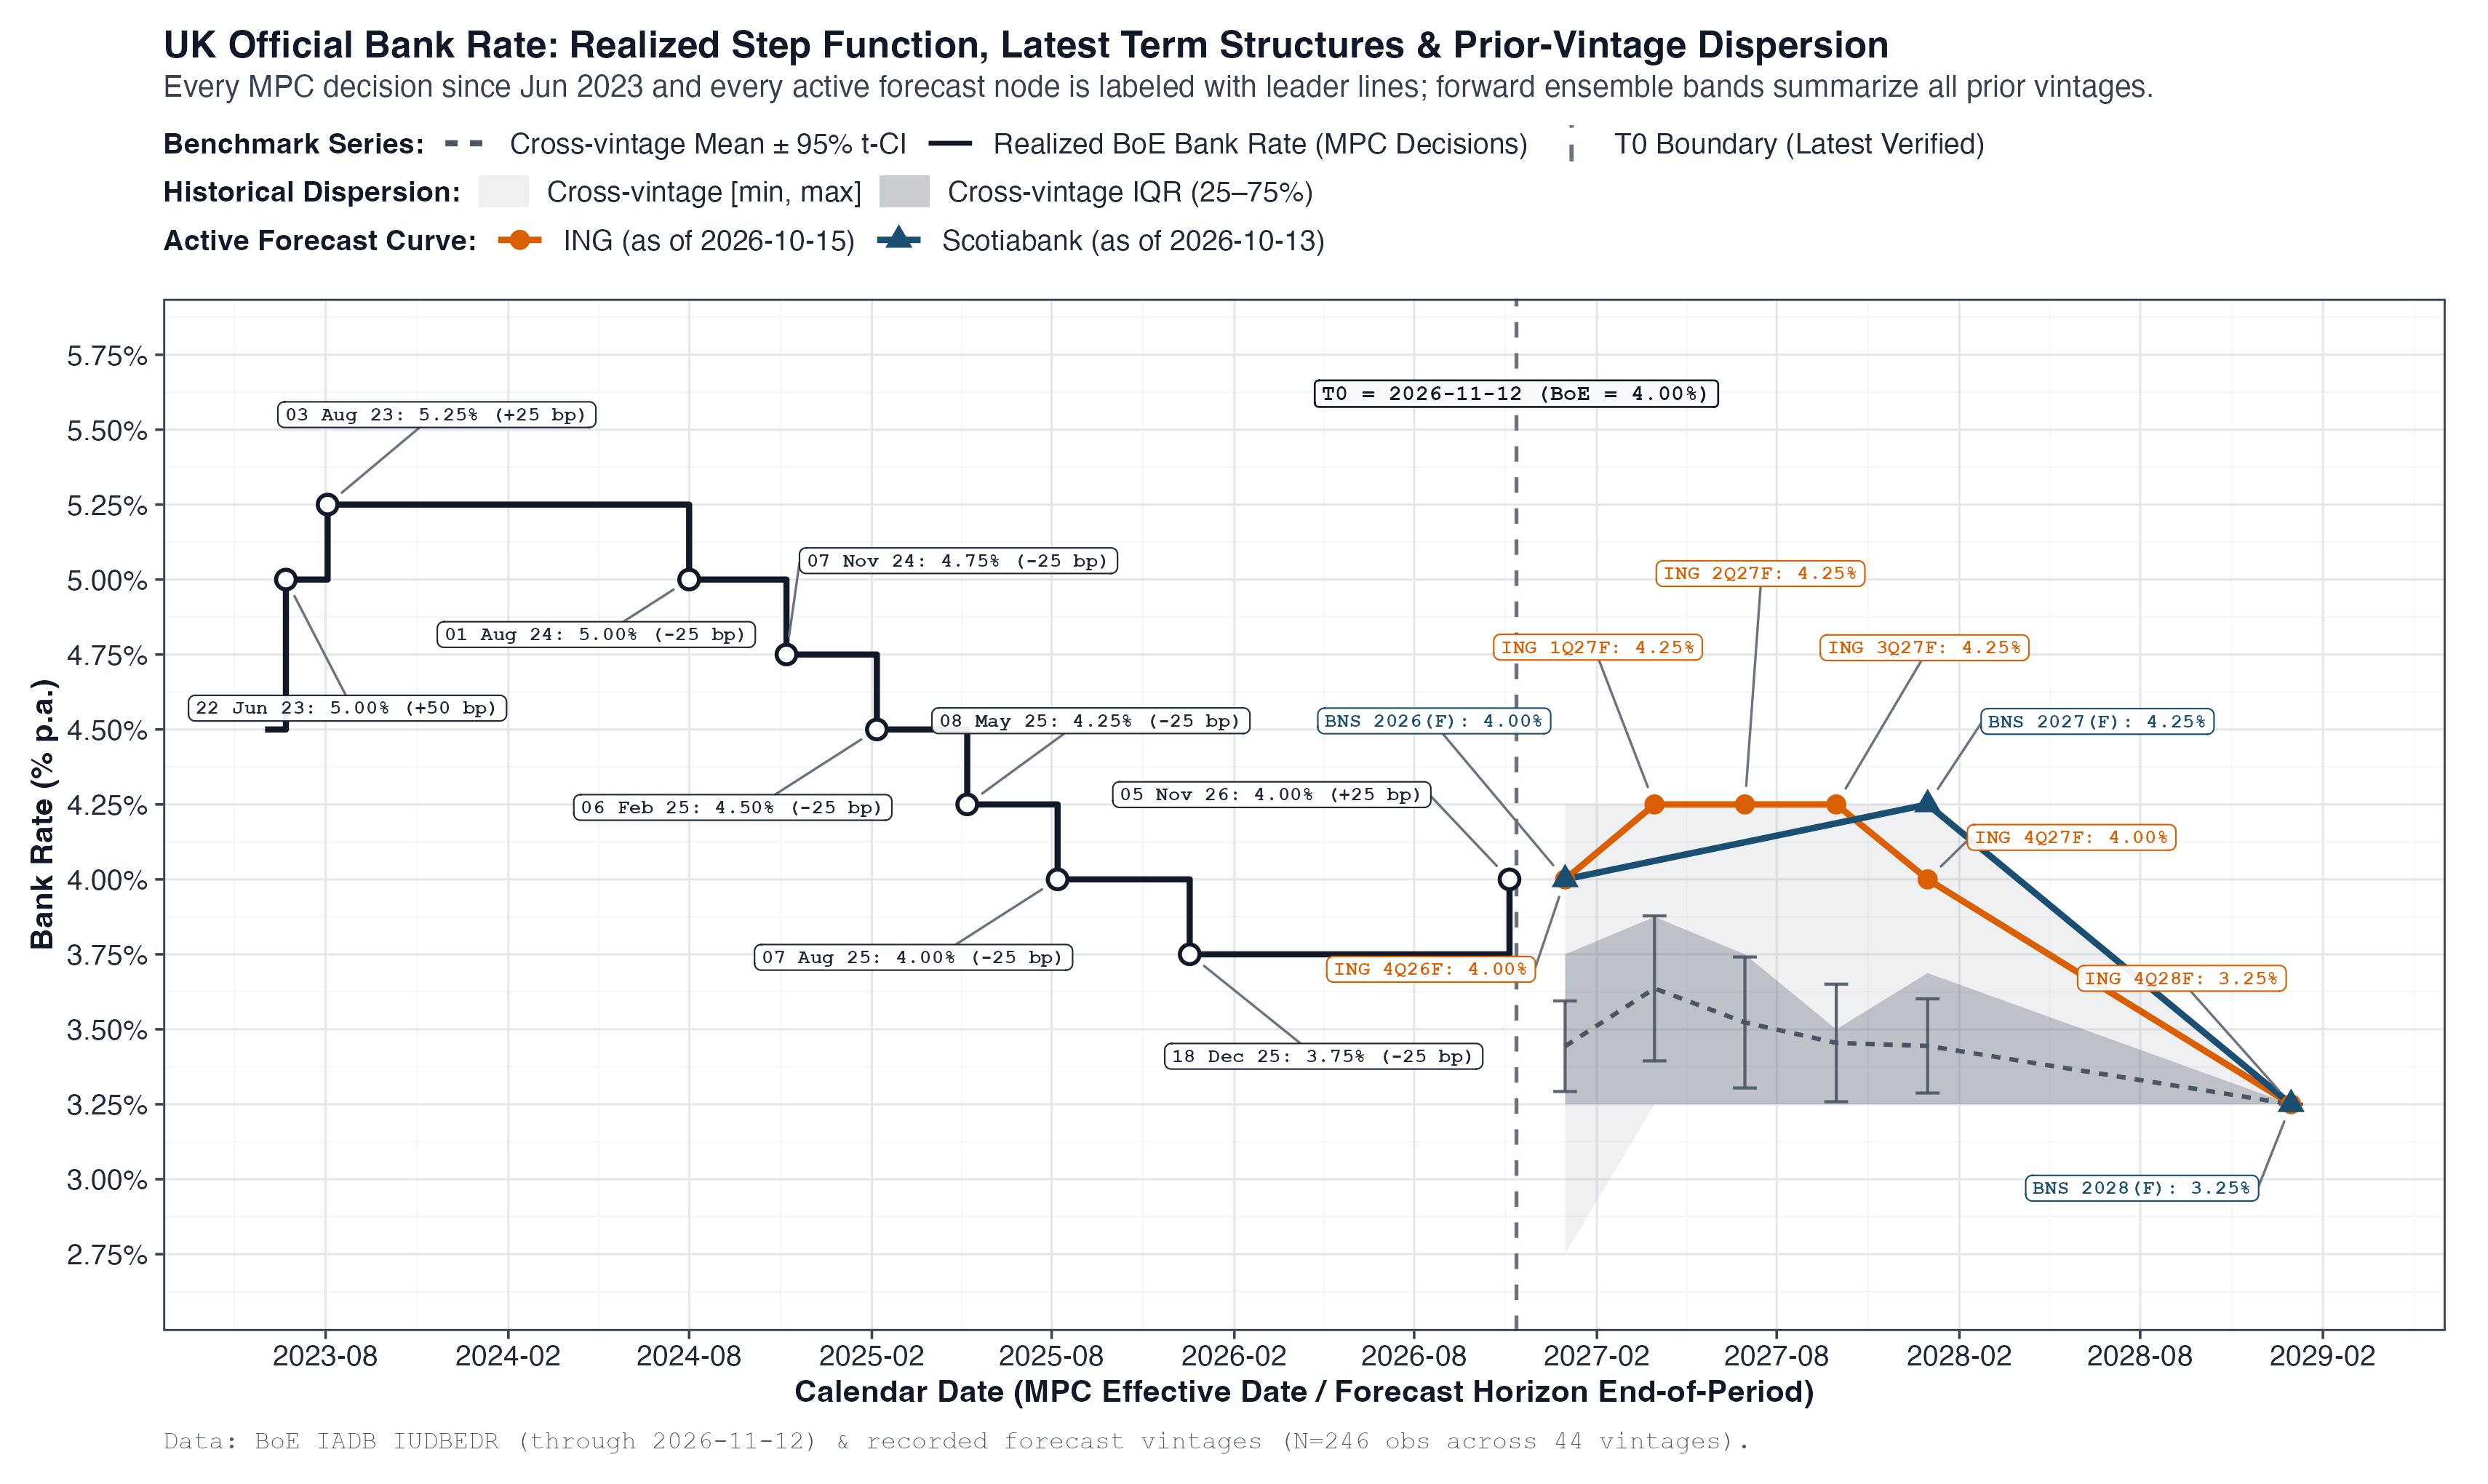 UK Official Bank Rate: Realized Step Function, Latest Term Structures & Prior-Vintage Dispersion
Every MPC decision since Jun 2023 and every active forecast node is labeled with leader lines; forward ensemble bands summarize all prior vintages.
Benchmark Series: Cross-vintage Mean ± 95% t-CI Realized BoE Bank Rate (MPC Decisions) T0 Boundary (Latest Verified)
Historical Dispersion: Cross-vintage [min, max] Cross-vintage IQR (25–75%)
Active Forecast Curve: ING (as of 2026-10-15) Scotiabank (as of 2026-10-13)
Bank Rate (% p.a.)
5.75%
5.50%
5.25%
5.00%
4.75%
4.50%
4.25%
4.00%
3.75%
3.50%
3.25%
3.00%
2.75%
T0 = 2026-11-12 (BoE = 4.00%)
03 Aug 23: 5.25% (+25 bp)
07 Nov 24: 4.75% (-25 bp)
ING 2Q27F: 4.25%
01 Aug 24: 5.00% (-25 bp)
ING 1Q27F: 4.25%
ING 3Q27F: 4.25%
22 Jun 23: 5.00% (+50 bp)
08 May 25: 4.25% (-25 bp)
BNS 2026(F): 4.00%
BNS 2027(F): 4.25%
05 Nov 26: 4.00% (+25 bp)
06 Feb 25: 4.50% (-25 bp)
ING 4Q27F: 4.00%
07 Aug 25: 4.00% (-25 bp)
ING 4Q26F: 4.00%
ING 4Q28F: 3.25%
18 Dec 25: 3.75% (-25 bp)
BNS 2028(F): 3.25%
2023-08
2024-02
2024-08
2025-02
2025-08
2026-02
2026-08
2027-02
2027-08
2028-02
2028-08
2029-02
Calendar Date (MPC Effective Date / Forecast Horizon End-of-Period)
Data: BoE IADB IUDBEDR (through 2026-11-12) & recorded forecast vintages (N=246 obs across 44 vintages).